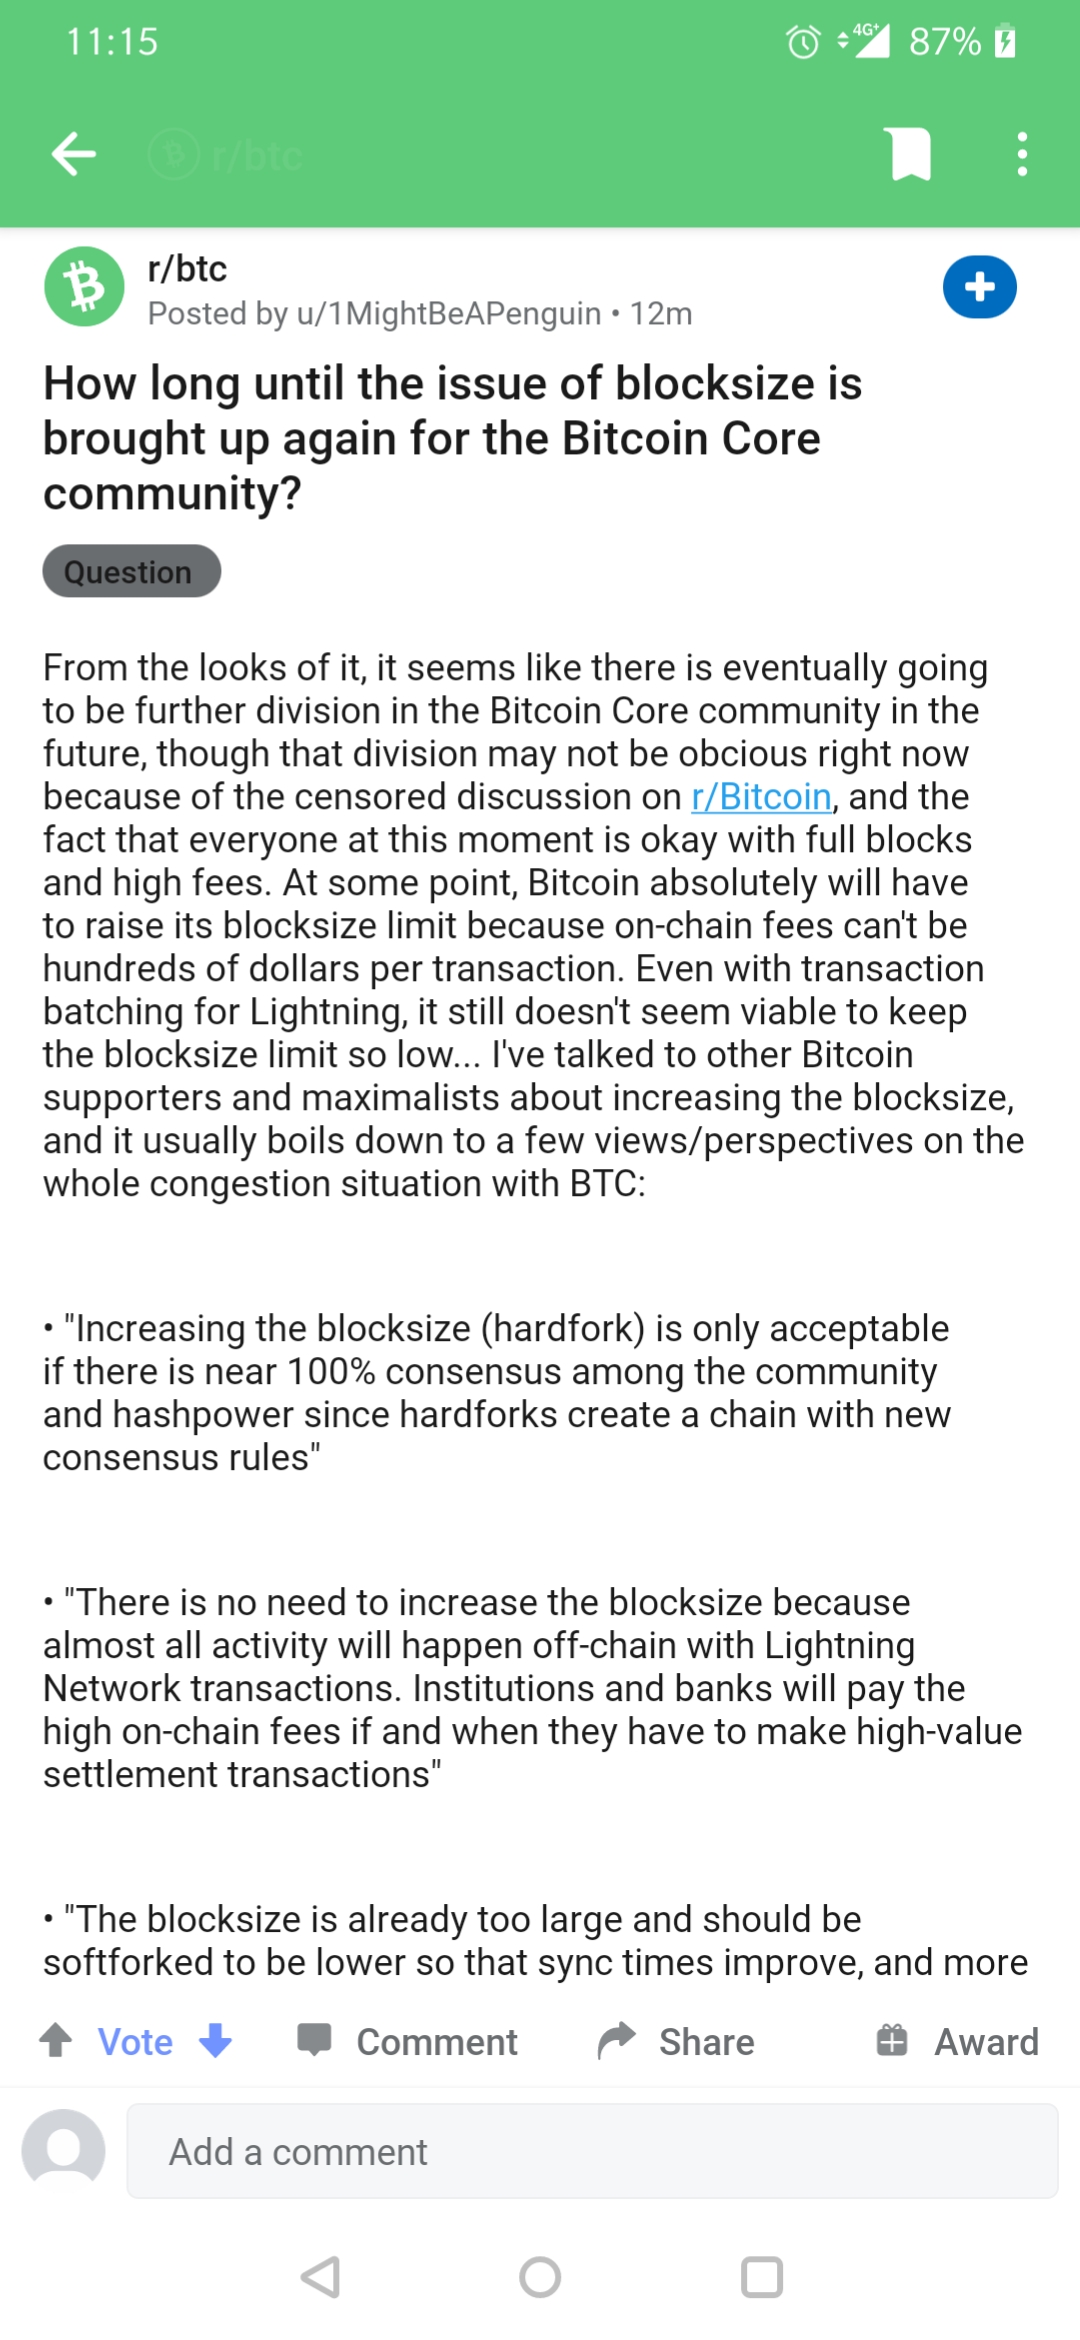 11:15
4G+ 87%
r/btc
r/btc
Posted by u/1MightBeAPenguin • 12m
How long until the issue of blocksize is
brought up again for the Bitcoin Core
community?
Question
From the looks of it, it seems like there is eventually going
to be further division in the Bitcoin Core community in the
future, though that division may not be obcious right now
because of the censored discussion on r/Bitcoin, and the
fact that everyone at this moment is okay with full blocks
and high fees. At some point, Bitcoin absolutely will have
to raise its blocksize limit because on-chain fees can't be
hundreds of dollars per transaction. Even with transaction
batching for Lightning, it still doesn't seem viable to keep
the blocksize limit so low... I've talked to other Bitcoin
supporters and maximalists about increasing the blocksize,
and it usually boils down to a few views/perspectives on the
whole congestion situation with BTC:
• "Increasing the blocksize (hardfork) is only acceptable
if there is near 100% consensus among the community
and hashpower since hardforks create a chain with new
consensus rules"
• "There is no need to increase the blocksize because
almost all activity will happen off-chain with Lightning
Network transactions. Institutions and banks will pay the
high on-chain fees if and when they have to make high-value
settlement transactions"
• "The blocksize is already too large and should be
softforked to be lower so that sync times improve, and more
Vote Comment Share Award
Add a comment